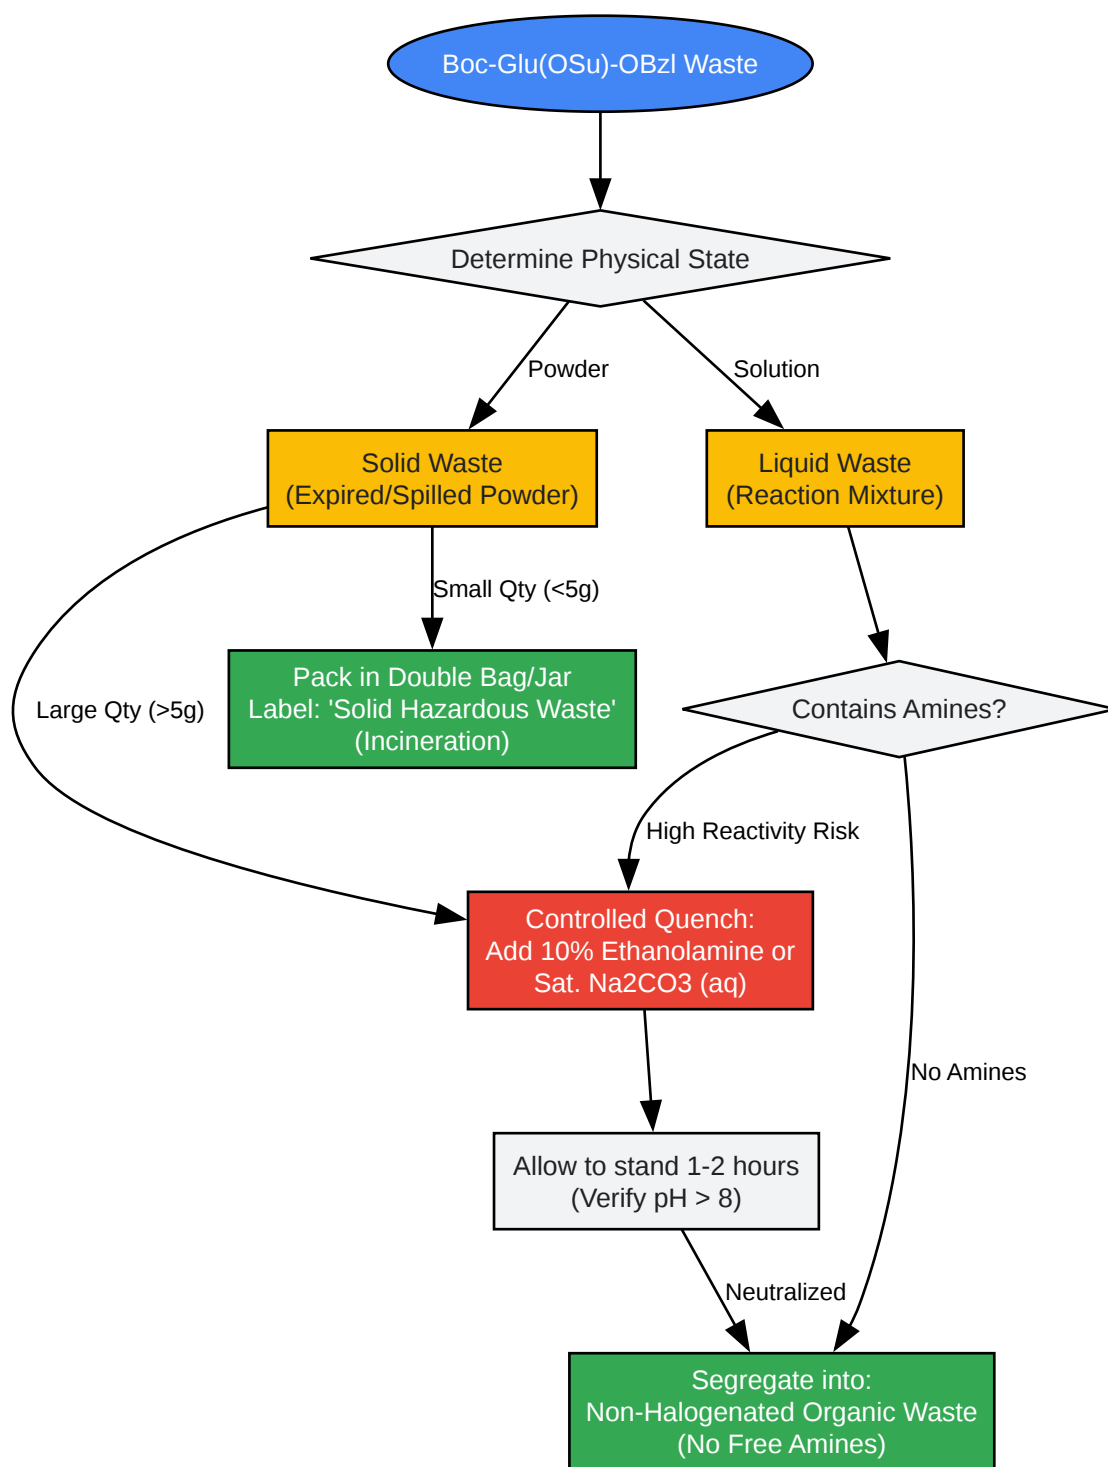 Boc-Glu(OSu)-OBzl Waste
Determine Physical State
Powder
Solution
Solid Waste
(Expired/Spilled Powder)
Liquid Waste
(Reaction Mixture)
Small Qty (<5g)
Pack in Double Bag/Jar
Label: 'Solid Hazardous Waste'
(Incineration)
Large Qty (>5g)
Contains Amines?
High Reactivity Risk
Controlled Quench:
Add 10% Ethanolamine or
Sat. Na2CO3 (aq)
No Amines
Allow to stand 1-2 hours
(Verify pH > 8)
Neutralized
Segregate into:
Non-Halogenated Organic Waste
(No Free Amines)